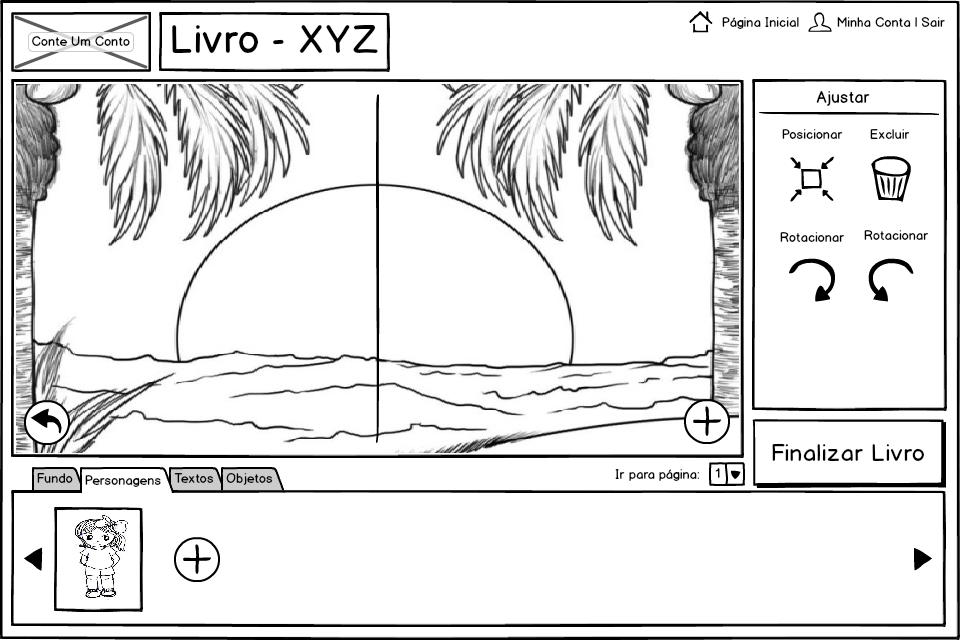 Conte Um Conto
Livro - XYZ
Página Inicial
Minha Conta | Sair
Ajustar
Posicionar
Excluir
Rotacionar
Rotacionar
Finalizar Livro
Ir para página:
1
Fundo
Personagens
Textos
Objetos